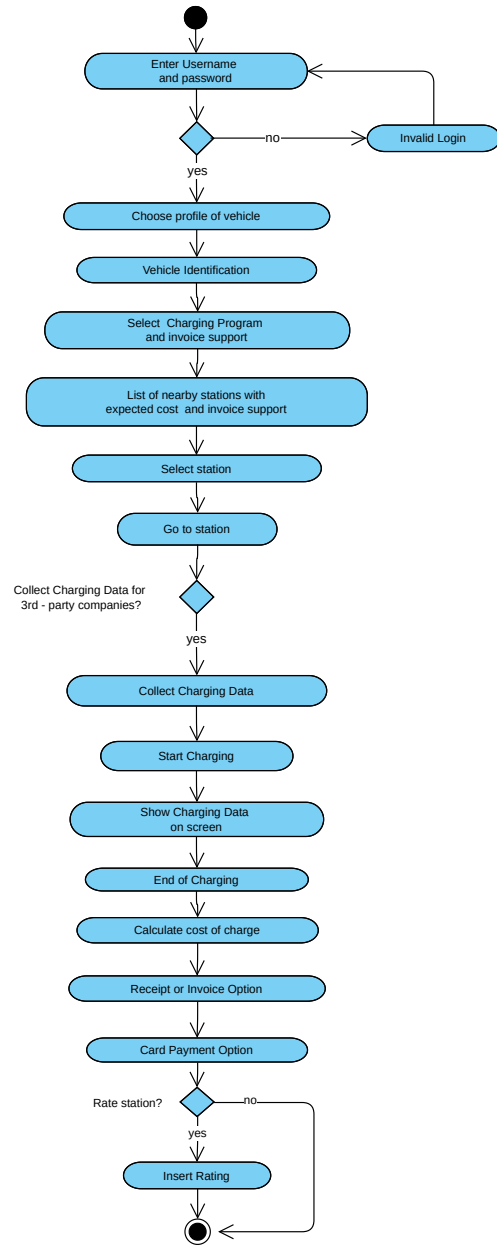 Enter Username
and password
no
Invalid Login
yes
Choose profile of vehicle
Vehicle Identification
Select Charging Program
and invoice support
List of nearby stations with
expected cost and invoice support
Select station
Go to station
Collect Charging Data for
3rd - party companies?
yes
Collect Charging Data
Start Charging
Show Charging Data
on screen
End of Charging
Calculate cost of charge
Receipt or Invoice Option
Card Payment Option
Rate station?
no
yes
Insert Rating